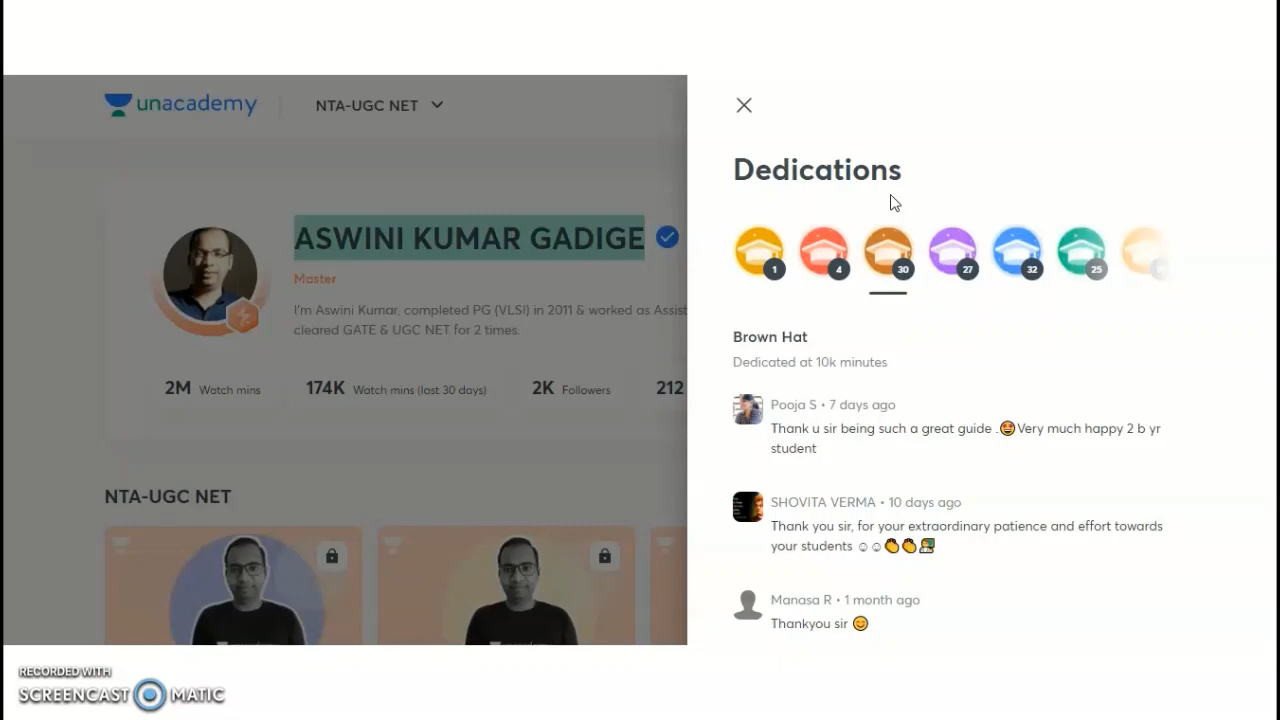 unacademy
NTA-UGC NET
ASWINI KUMAR GADIGE
Master
I'm Aswini Kumar, completed PG (VLSI) in 2011 & worked as Assist
cleared GATE & UGC NET for 2 times.
2M Watch mins 174K Watch mins (last 30 days) 2K Followers 212
NTA-UGC NET
Dedications
1 4 30 27 32 25
Brown Hat
Dedicated at 10k minutes
Pooja S • 7 days ago
Thank u sir being such a great guide .🤩Very much happy 2 b yr
student
SHOVITA VERMA • 10 days ago
Thank you sir, for your extraordinary patience and effort towards
your students ☺☺👏👏👨‍🏫
Manasa R • 1 month ago
Thankyou sir 😊
RECORDED WITH
SCREENCAST MATIC